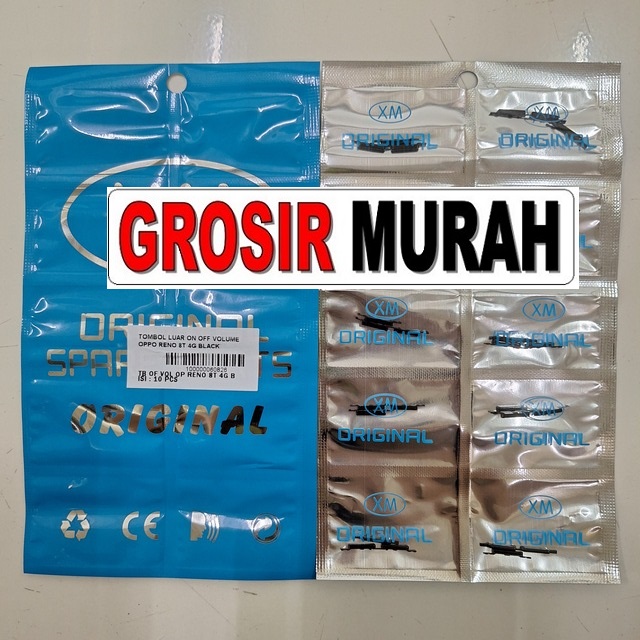 XM
ORIGINAL
XM
ORIGINAL
GROSIR MURAH
ORIGINAL
SPARE PARTS
TOMBOL LUAR ON OFF VOLUME
OPPO RENO 8T 4G BLACK
100000060826
TB OF VOL OP RENO 8T 4G B
ISI : 10 PCS
ORIGINAL
CE
XM
ORIGINAL
XM
ORIGINAL
XM
ORIGINAL
XM
ORIGINAL
XM
ORIGINAL
XM
ORIGINAL